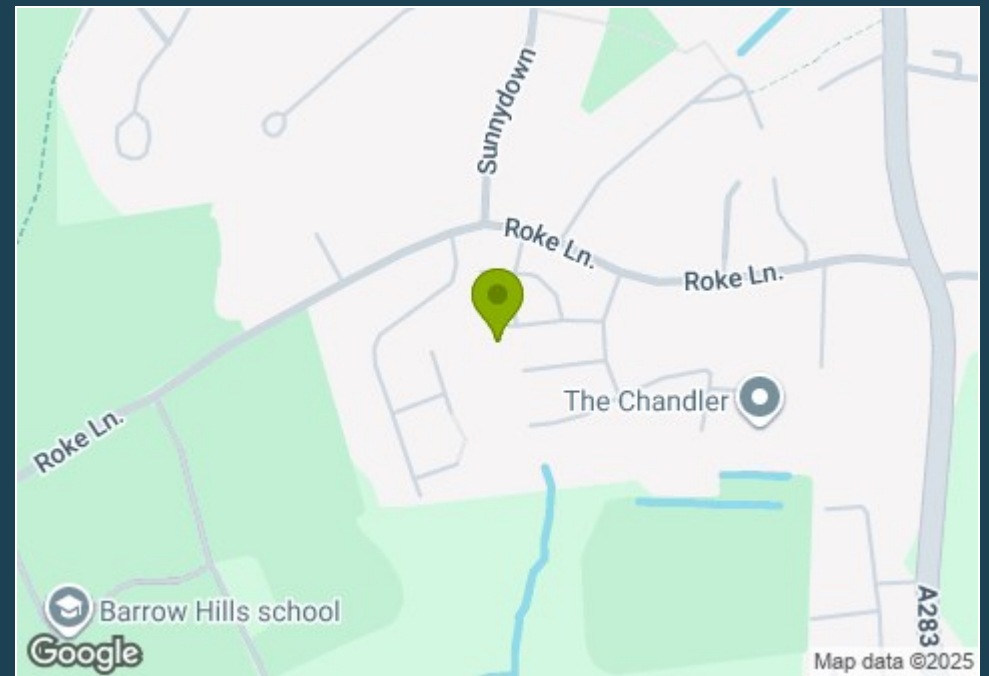 Sunnydown
Roke Ln.
Roke Ln.
The Chandler
Roke Ln.
A283
Barrow Hills school
Google
Map data ©2025